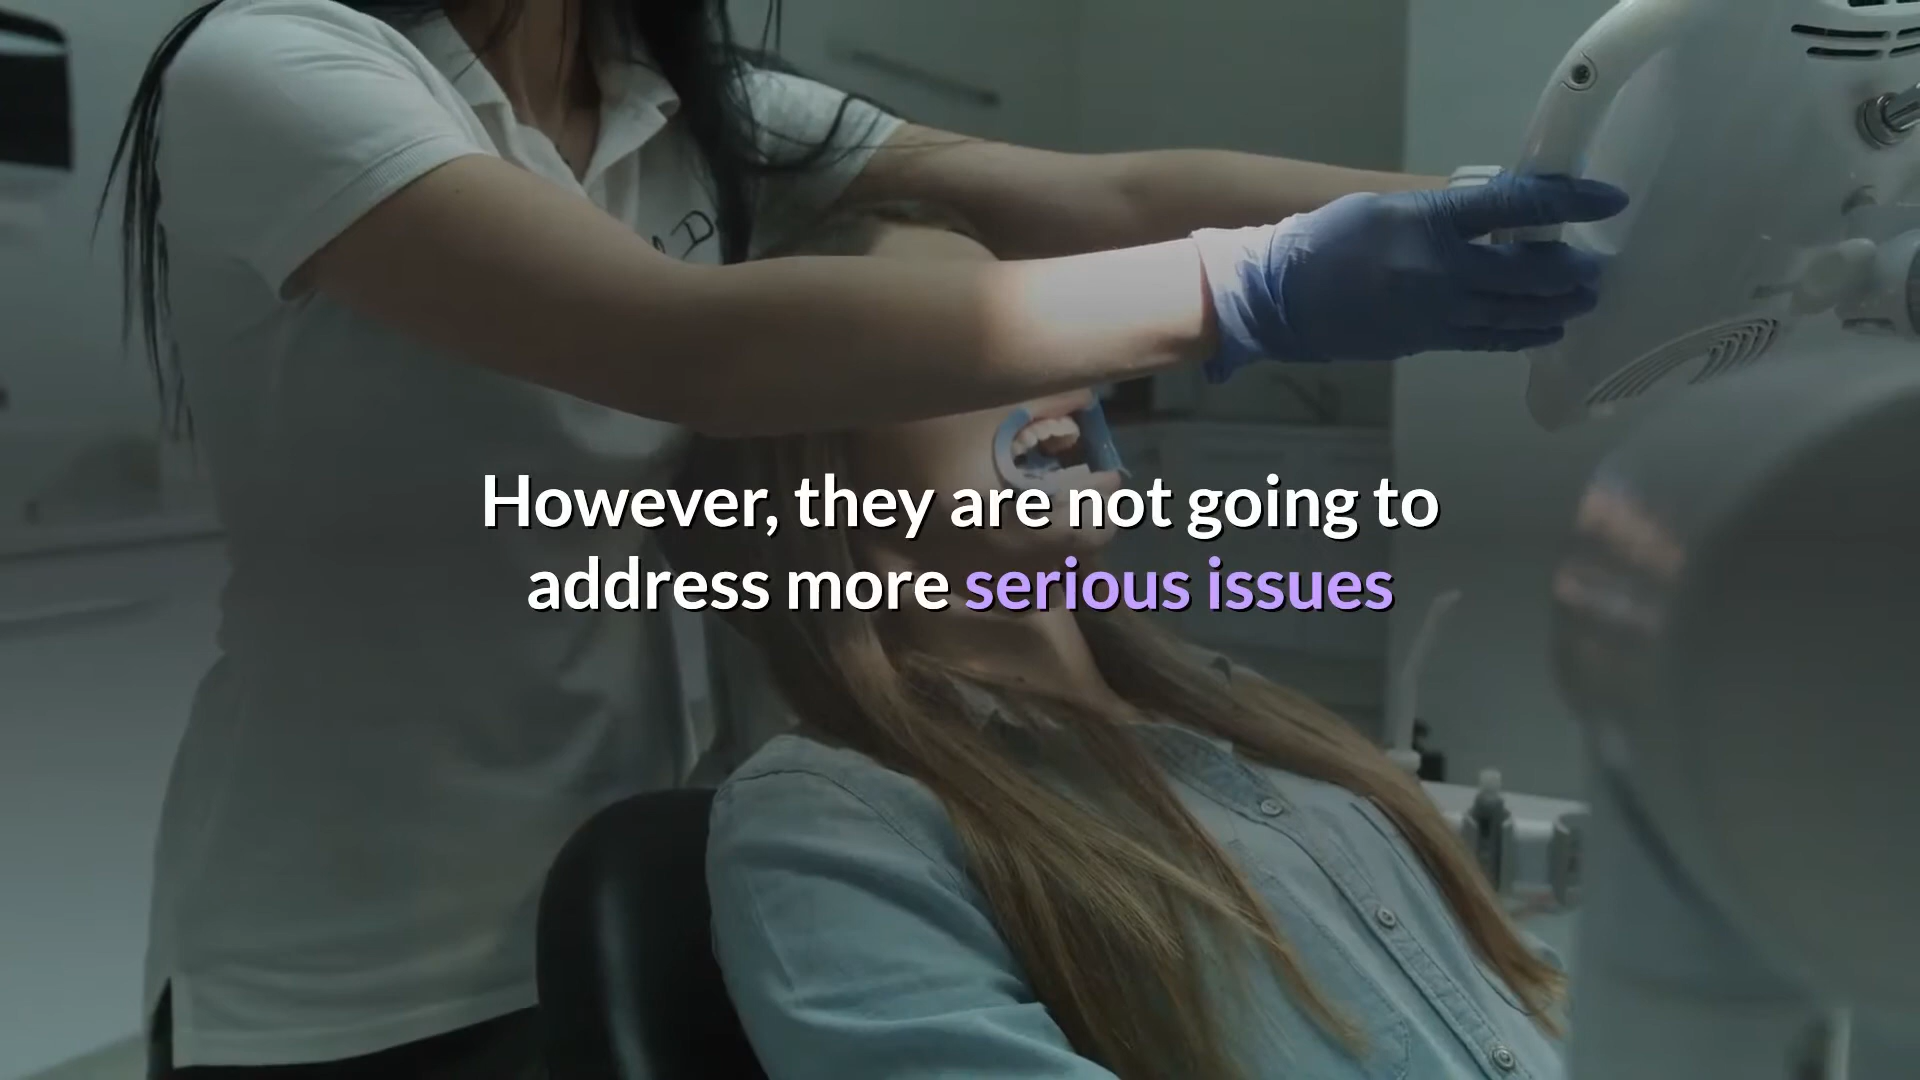 However, they are not going to
address more serious issues